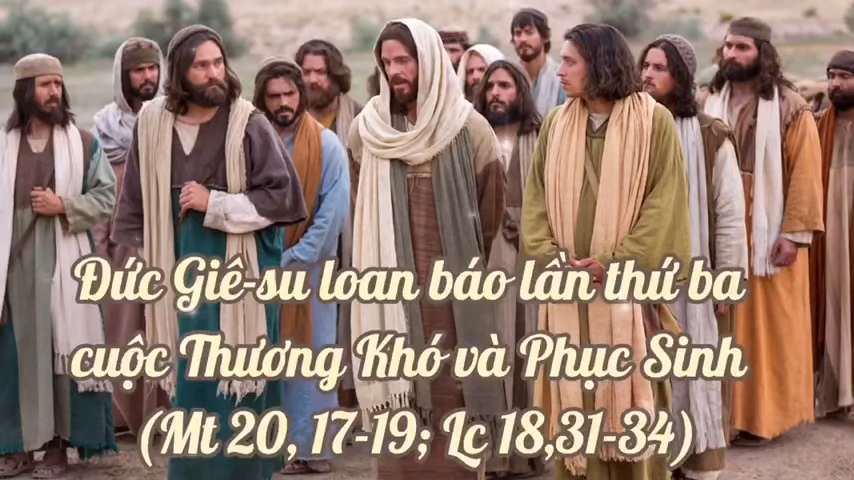 Đức Giê-su loan báo lần thứ ba
cuộc Thương Khó và Phục Sinh
(Mt 20, 17-19; Lc 18,31-34)